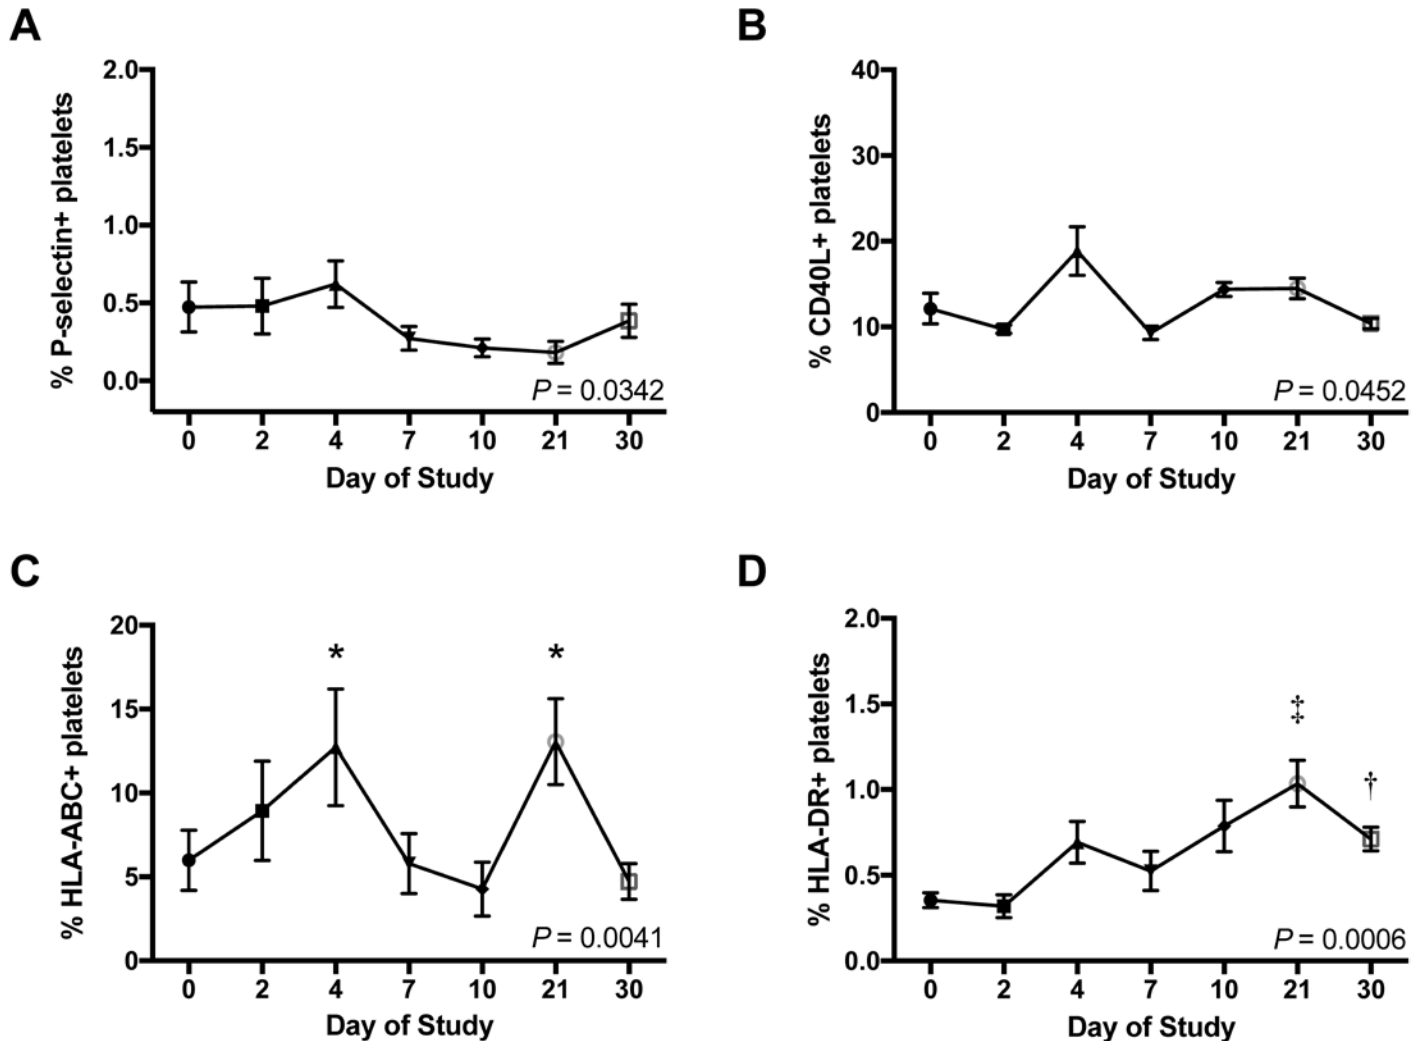 A
% P-selectin+ platelets
2.0
1.5
1.0
0.5
0.0
P = 0.0342
0 2 4 7 10 21 30
Day of Study
B
% CD40L+ platelets
40
30
20
10
0
P = 0.0452
0 2 4 7 10 21 30
Day of Study
C
% HLA-ABC+ platelets
20
15
10
5
0
* *
P = 0.0041
0 2 4 7 10 21 30
Day of Study
D
% HLA-DR+ platelets
2.0
1.5
1.0
0.5
0.0
‡
†
P = 0.0006
0 2 4 7 10 21 30
Day of Study